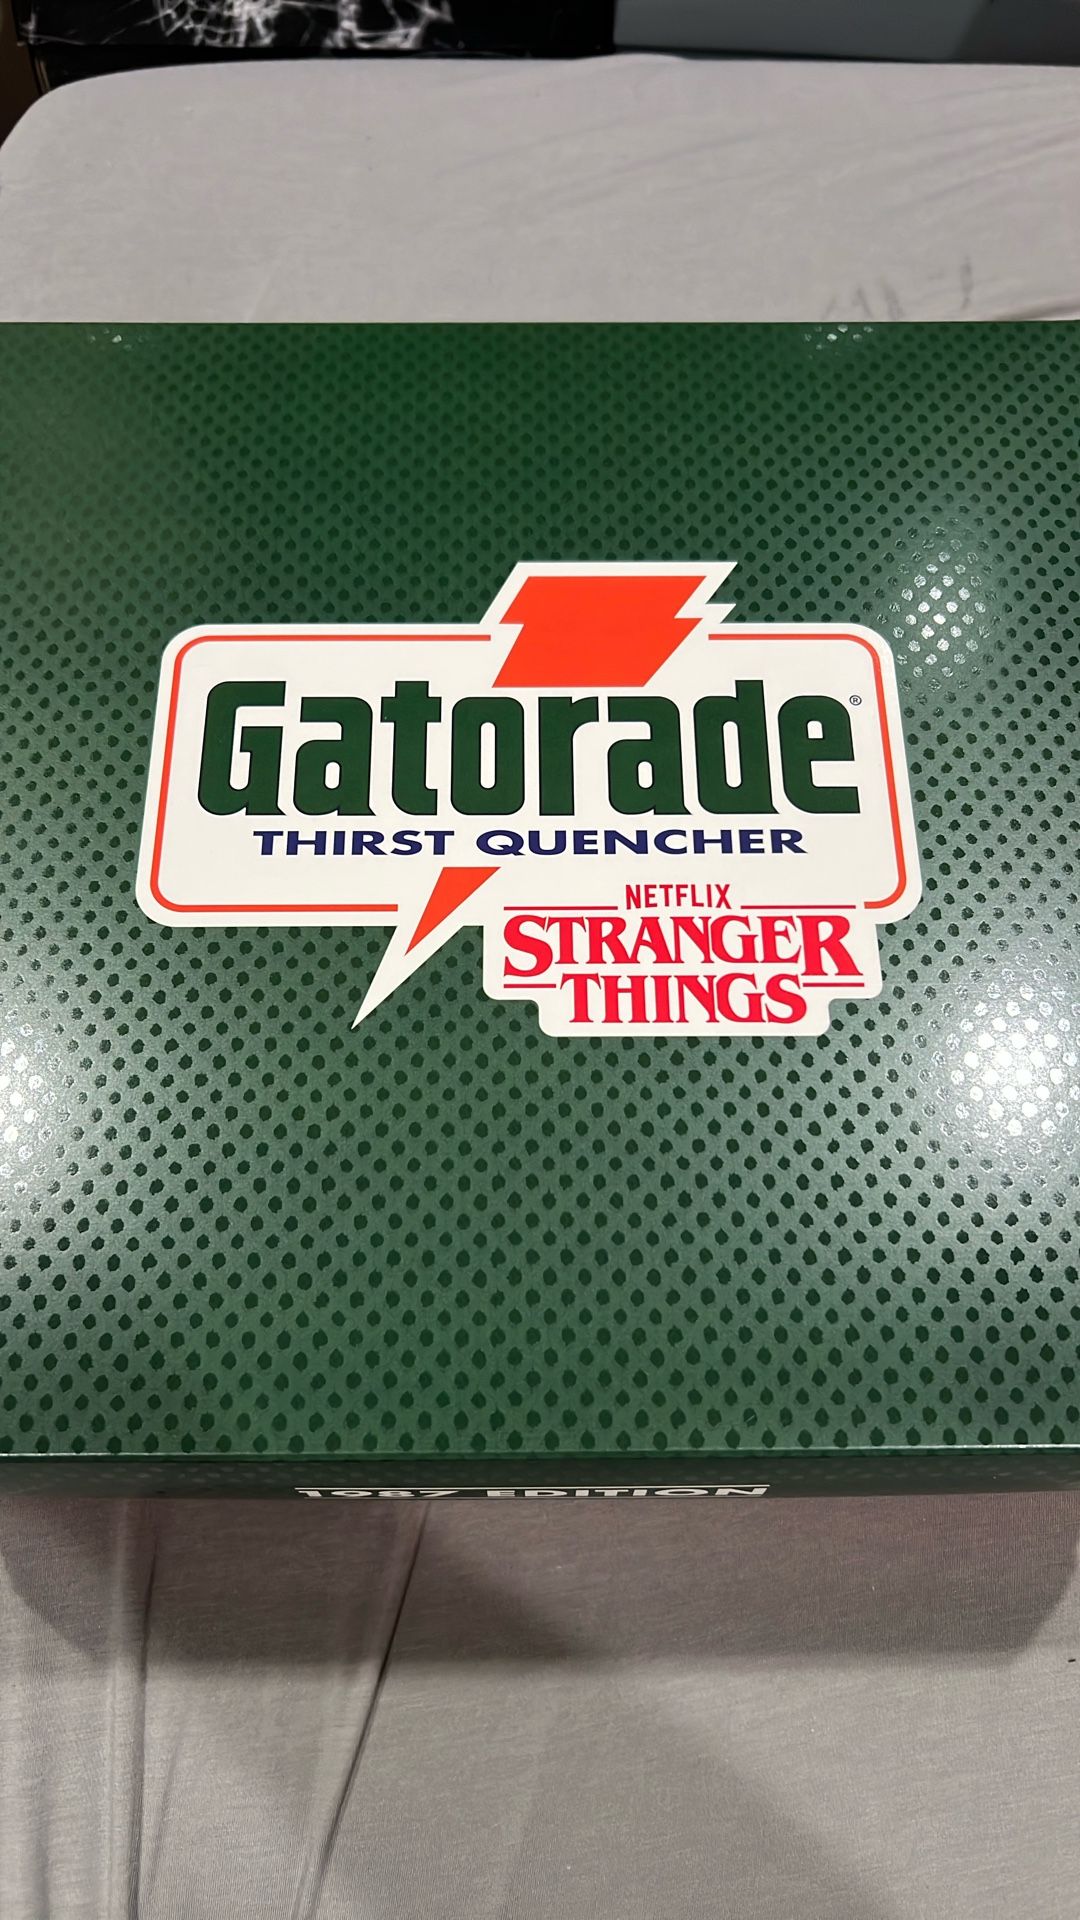 Gatorade®
THIRST QUENCHER
NETFLIX
STRANGER
THINGS
1987 EDITION